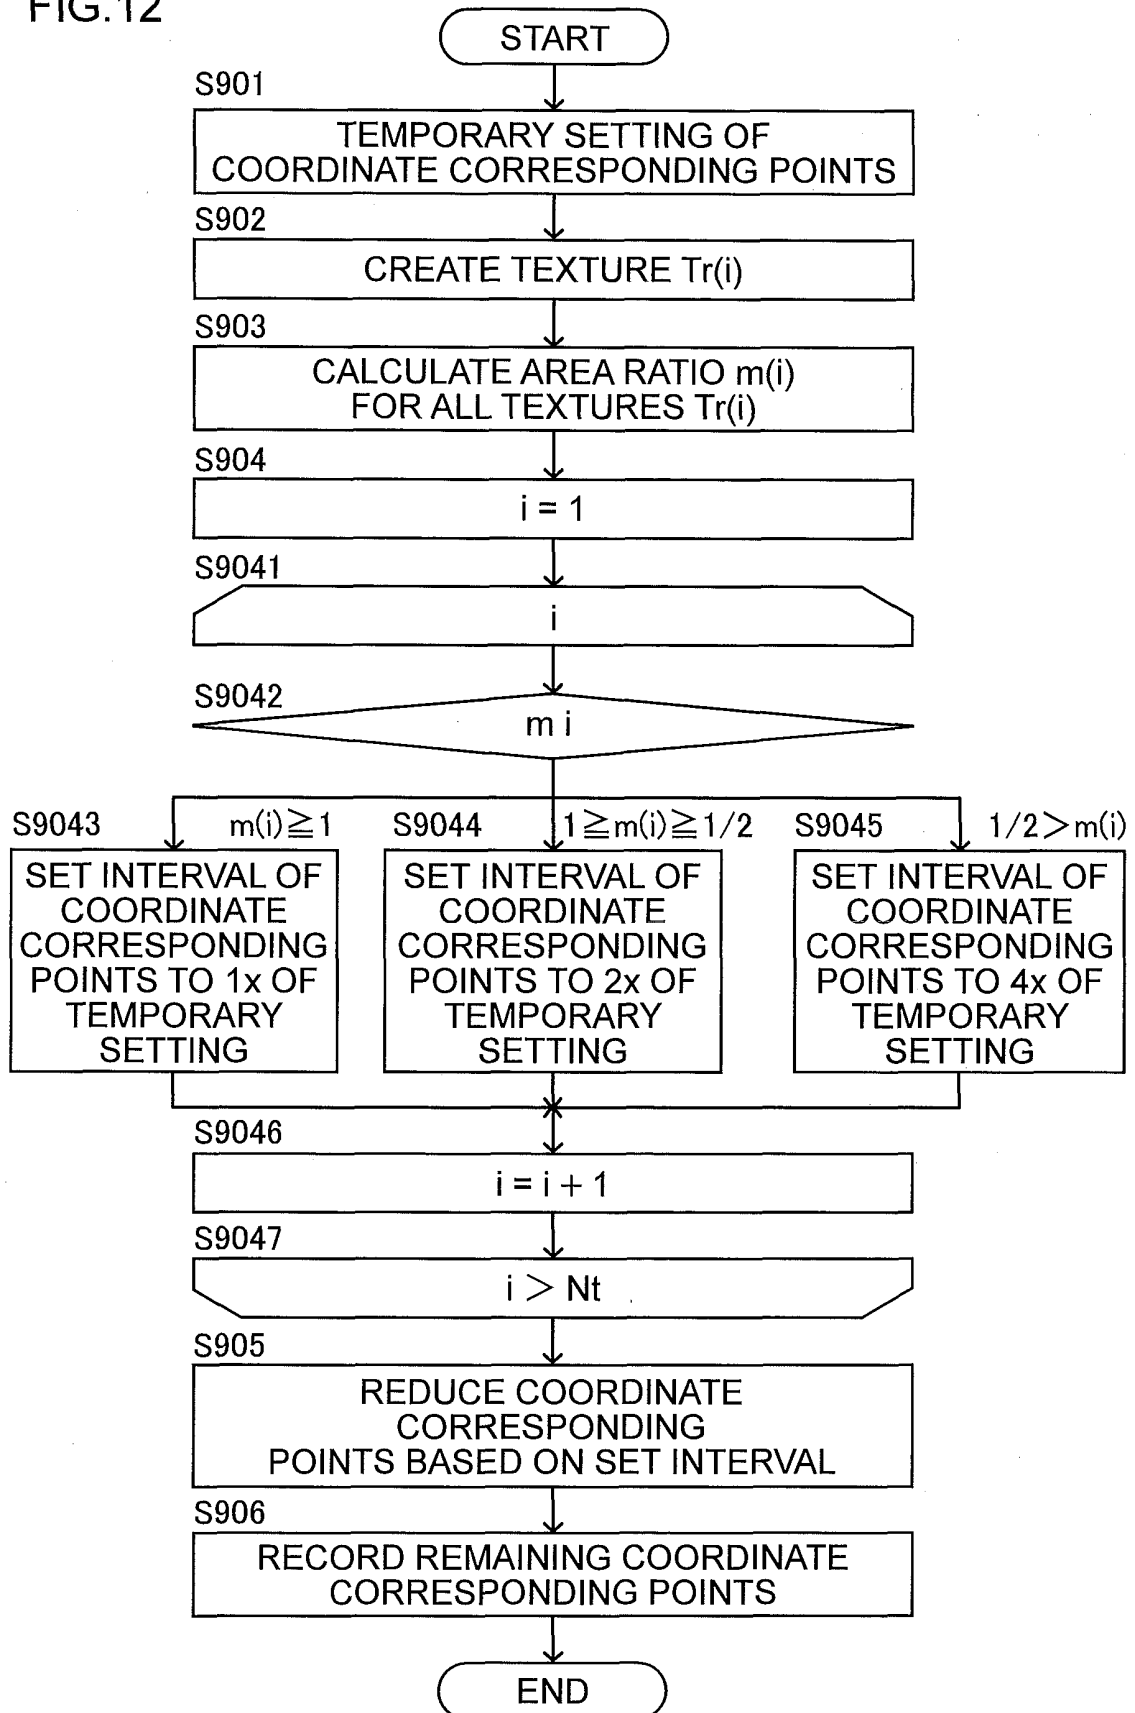 FIG.12
START
S901
TEMPORARY SETTING OF
COORDINATE CORRESPONDING POINTS
S902
CREATE TEXTURE Tr(i)
S903
CALCULATE AREA RATIO m(i)
FOR ALL TEXTURES Tr(i)
S904
i = 1
S9041
i
S9042
m i
S9043
m(i)≧1
SET INTERVAL OF
COORDINATE
CORRESPONDING
POINTS TO 1x OF
TEMPORARY
SETTING
S9044
1≧m(i)≧1/2
SET INTERVAL OF
COORDINATE
CORRESPONDING
POINTS TO 2x OF
TEMPORARY
SETTING
S9045
1/2>m(i)
SET INTERVAL OF
COORDINATE
CORRESPONDING
POINTS TO 4x OF
TEMPORARY
SETTING
S9046
i = i + 1
S9047
i > Nt
S905
REDUCE COORDINATE
CORRESPONDING
POINTS BASED ON SET INTERVAL
S906
RECORD REMAINING COORDINATE
CORRESPONDING POINTS
END